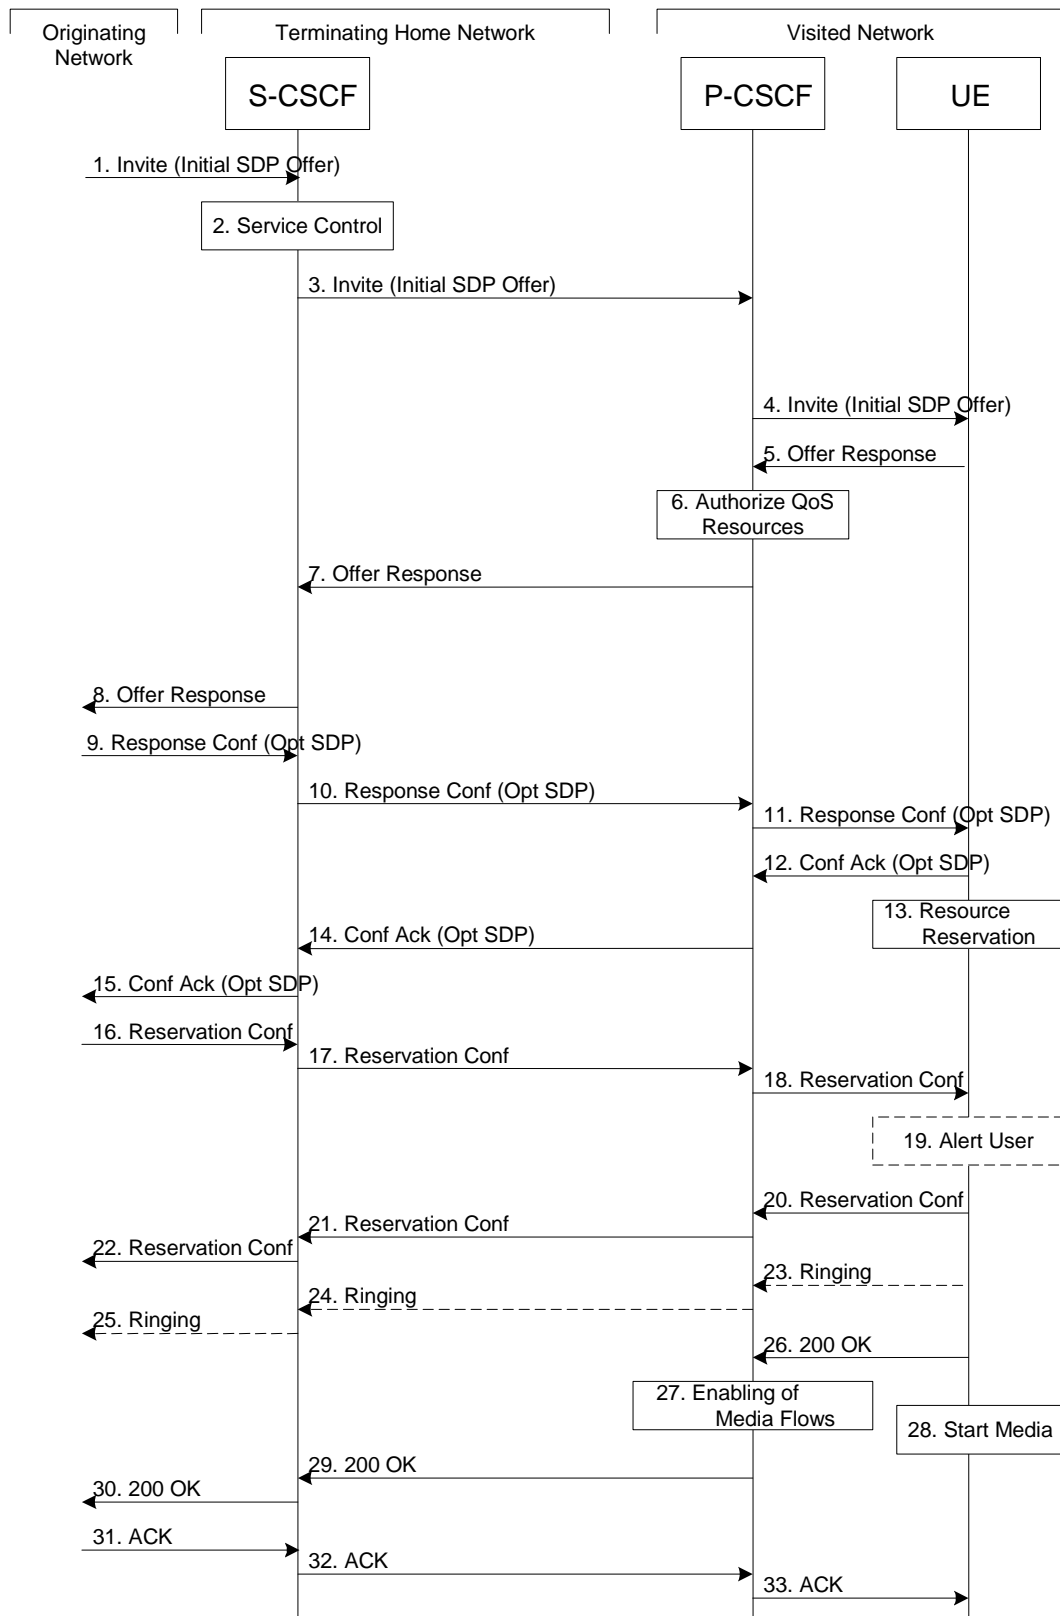 Originating
Network
Terminating Home Network
Visited Network
S-CSCF
P-CSCF
UE
1. Invite (Initial SDP Offer)
2. Service Control
3. Invite (Initial SDP Offer)
4. Invite (Initial SDP Offer)
5. Offer Response
6. Authorize QoS
Resources
7. Offer Response
8. Offer Response
9. Response Conf (Opt SDP)
10. Response Conf (Opt SDP)
11. Response Conf (Opt SDP)
12. Conf Ack (Opt SDP)
13. Resource
Reservation
14. Conf Ack (Opt SDP)
15. Conf Ack (Opt SDP)
16. Reservation Conf
17. Reservation Conf
18. Reservation Conf
19. Alert User
20. Reservation Conf
21. Reservation Conf
22. Reservation Conf
23. Ringing
24. Ringing
25. Ringing
26. 200 OK
27. Enabling of
Media Flows
28. Start Media
29. 200 OK
30. 200 OK
31. ACK
32. ACK
33. ACK